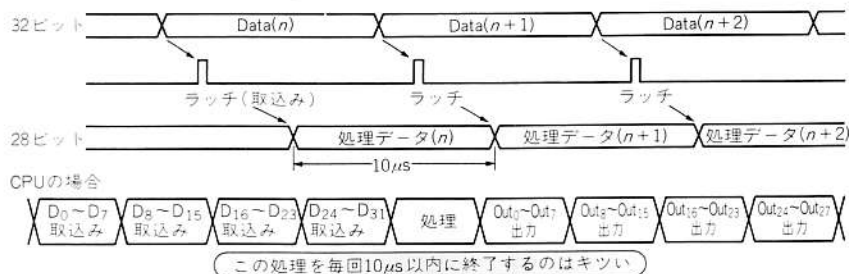 32ビット Data(n) Data(n+1) Data(n+2)
ラッチ(取込み) ラッチ ラッチ
28ビット 処理データ(n) 処理データ(n+1) 処理データ(n+2)
10μs
CPUの場合
D0~D7 D8~D15 D16~D23 D24~D31 処理 Out0~Out7 Out8~Out15 Out16~Out23 Out24~Out27
取込み 取込み 取込み 取込み 出力 出力 出力 出力
この処理を毎回10μs以内に終了するのはキツい